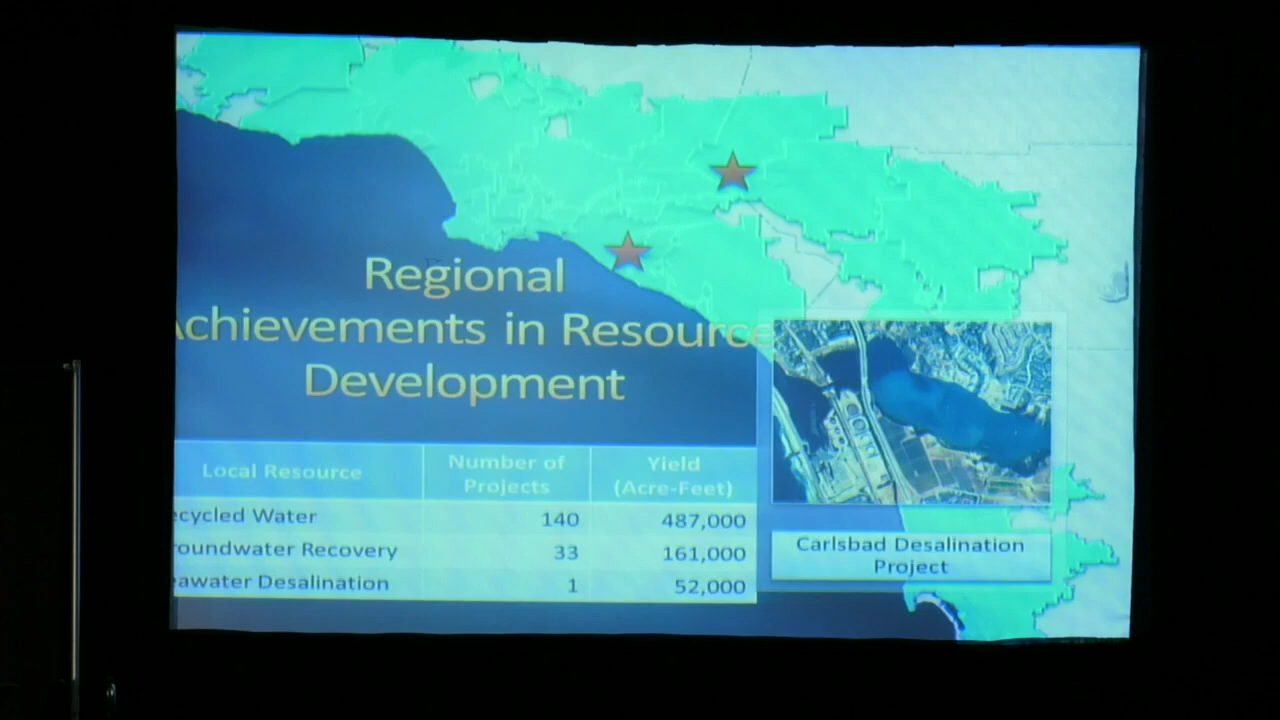 Regional
Achievements in Resource
Development
Local Resource Number of Projects Yield (Acre-Feet)
ecycled Water 140 487,000
roundwater Recovery 33 161,000
eawater Desalination 1 52,000
Carlsbad Desalination
Project